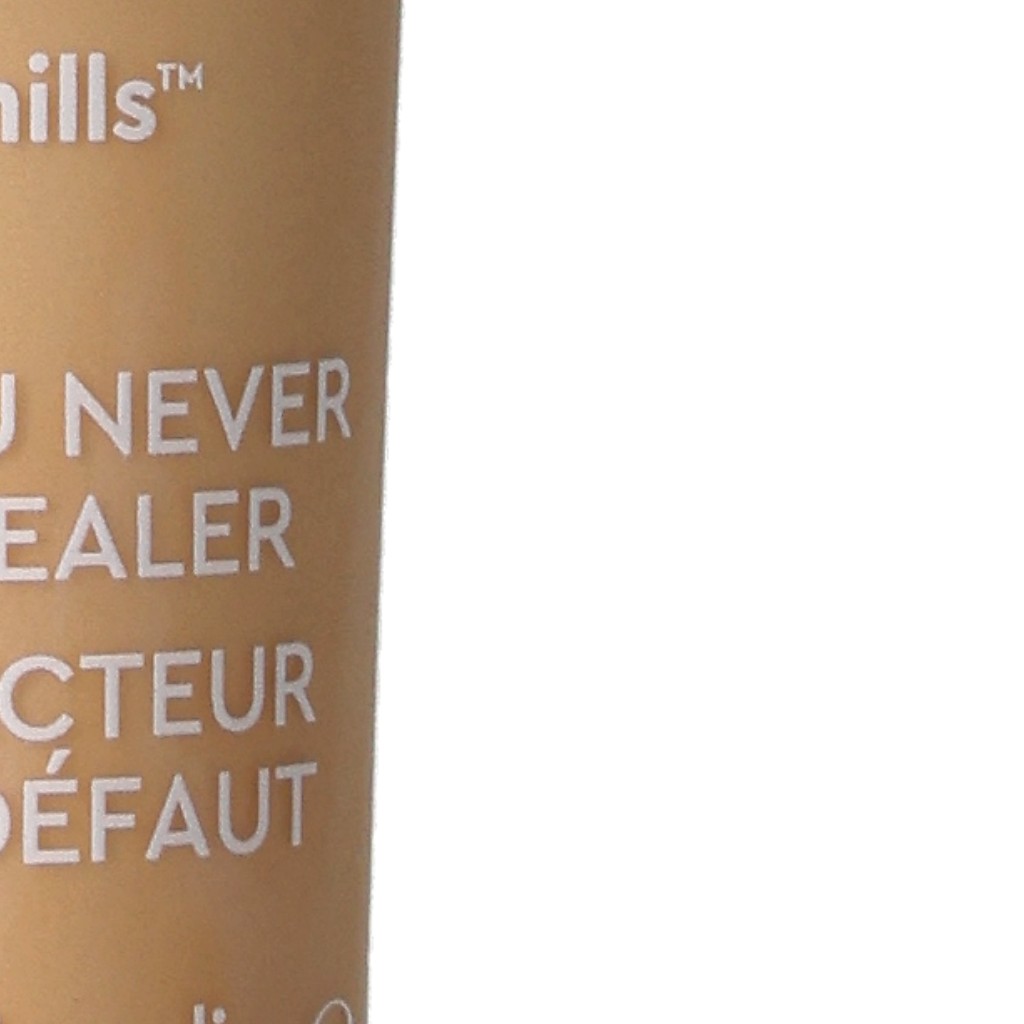 hills™
U NEVER
EALER
CTEUR
DÉFAUT